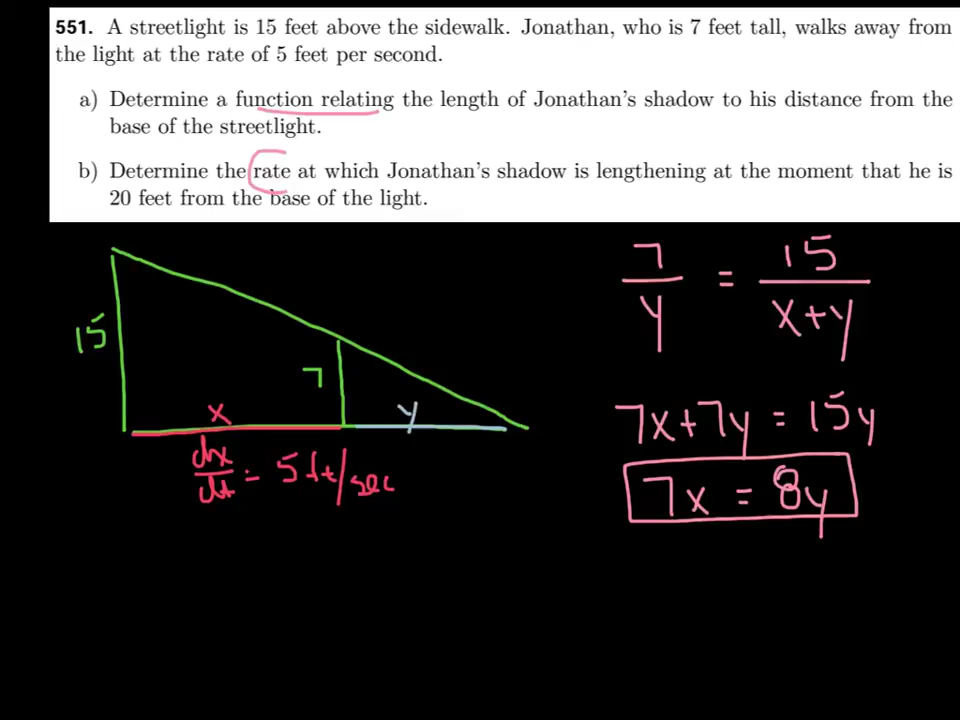 551. A streetlight is 15 feet above the sidewalk. Jonathan, who is 7 feet tall, walks away from
the light at the rate of 5 feet per second.
a) Determine a function relating the length of Jonathan's shadow to his distance from the
base of the streetlight.
b) Determine the rate at which Jonathan's shadow is lengthening at the moment that he is
20 feet from the base of the light.
15
7
x
y
dx/dt = 5 ft/sec
7/y = 15/x+y
7x+7y = 15y
7x = 8y